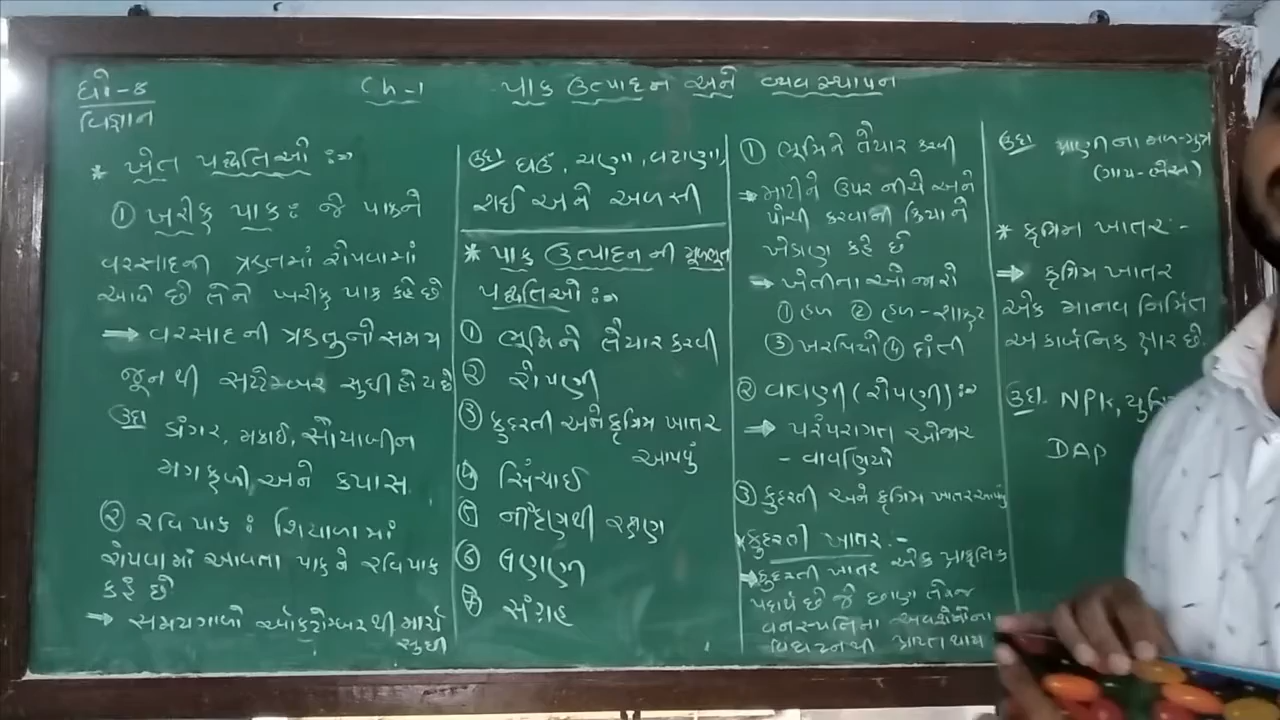 ધો-૮
વિજ્ઞાન
Ch-1 પાક ઉત્પાદન અને વ્યવસ્થાપન
* ખેત પદ્ધતિઓ :-
① ખરીફ પાક : જે પાકને
વરસાદની ઋતુમાં રોપવામાં
આવે છે તેને ખરીફ પાક કહે છે
⇒ વરસાદની ઋતુનો સમય
જૂનથી સપ્ટેમ્બર સુધી હોય છે
ઉદા ડાંગર, મકાઈ, સોયાબીન
મગફળી અને કપાસ.
② રવિ પાક : શિયાળામાં
રોપવામાં આવતા પાકને રવિ પાક
કહે છે
⇒ સમયગાળો ઓક્ટોમ્બરથી માર્ચ
સુધી
ઉદા ઘઉં, ચણા, વટાણા,
રાઈ અને અળસી
* પાક ઉત્પાદનની મૂળભૂત
પદ્ધતિઓ :-
① ભૂમિને તૈયાર કરવી
② રોપણી
③ કુદરતી અને કૃત્રિમ ખાતર
આપવું
④ સિંચાઈ
⑤ નીંદણથી રક્ષણ
⑥ લણણી
⑦ સંગ્રહ
① ભૂમિને તૈયાર કરવી
⇒ માટીને ઉપર નીચે અને
પોચી કરવાની ક્રિયાને
ખેડાણ કહે છે
⇒ ખેતીના ઓજારો
① હળ ② હળ-શાફ્ટ
③ ખરપિયો ④ દાંતી
② વાવણી (રોપણી) :-
⇒ પરંપરાગત ઓજાર
- વાવણિયો
③ કુદરતી અને કૃત્રિમ ખાતર આપવું
* કુદરતી ખાતર :-
⇒ કુદરતી ખાતર એક પ્રાકૃતિક
પદાર્થ છે જે છાણ તેમજ
વનસ્પતિના અવશેષોના
વિઘટનથી પ્રાપ્ત થાય
ઉદા પ્રાણીના મળ-મૂત્ર
(ગાય-ભેંસ)
* કૃત્રિમ ખાતર :-
⇒ કૃત્રિમ ખાતર
એક માનવ નિર્મિત
અકાર્બનિક ક્ષાર છે.
ઉદા. NPK,
DAP